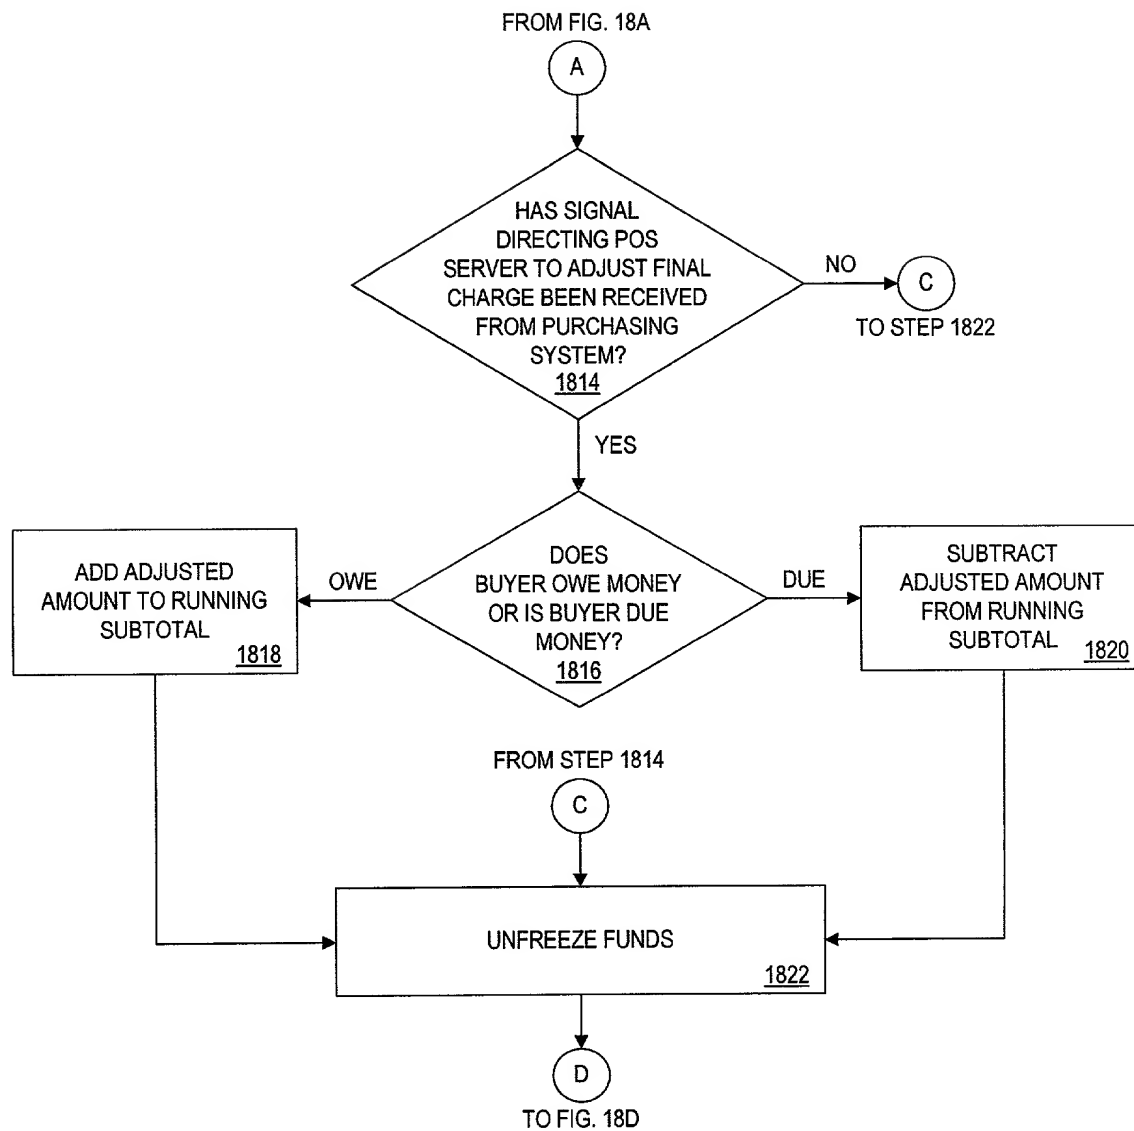 FROM FIG. 18A
A
HAS SIGNAL
DIRECTING POS
SERVER TO ADJUST FINAL
CHARGE BEEN RECEIVED
FROM PURCHASING
SYSTEM?
1814
NO
C
TO STEP 1822
YES
ADD ADJUSTED
AMOUNT TO RUNNING
SUBTOTAL
1818
OWE
DOES
BUYER OWE MONEY
OR IS BUYER DUE
MONEY?
1816
DUE
SUBTRACT
ADJUSTED AMOUNT
FROM RUNNING
SUBTOTAL
1820
FROM STEP 1814
C
UNFREEZE FUNDS
1822
D
TO FIG. 18D